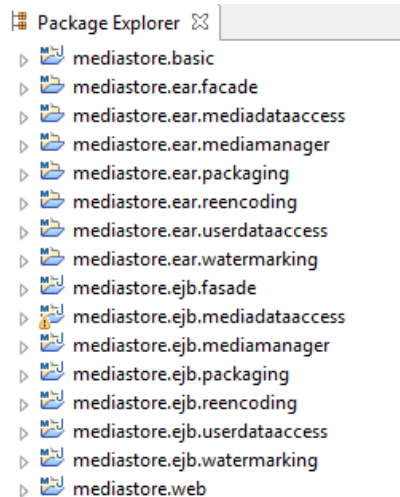 Package Explorer
mediastore.basic
mediastore.ear.facade
mediastore.ear.mediadataaccess
mediastore.ear.mediamanager
mediastore.ear.packaging
mediastore.ear.reencoding
mediastore.ear.userdataaccess
mediastore.ear.watermarking
mediastore.ejb.fasade
mediastore.ejb.mediadataaccess
mediastore.ejb.mediamanager
mediastore.ejb.packaging
mediastore.ejb.reencoding
mediastore.ejb.userdataaccess
mediastore.ejb.watermarking
mediastore.web